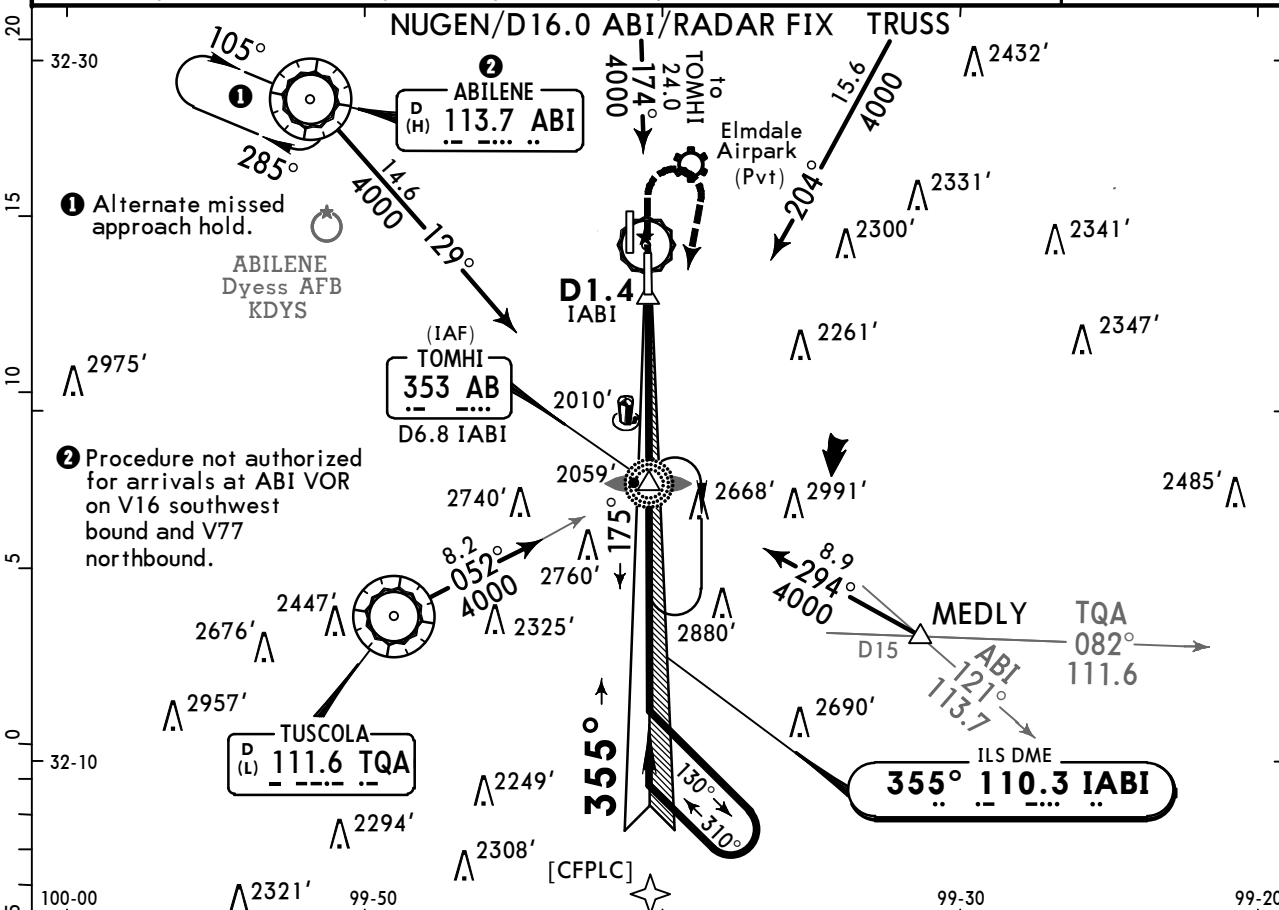 NUGEN/D16.0 ABI/RADAR FIX
TRUSS
20
32-30
105°
1
285°
2
ABILENE
D
(H)
113.7 ABI
174°
4000
to
TOMHI
24.0
15.6
4000
204°
2432'
Elmdale
Airpark
(Pvt)
2331'
2300'
2341'
14.6
4000
129°
15
1 Alternate missed
approach hold.
ABILENE
Dyess AFB
KDYS
D1.4
IABI
2261'
2347'
(IAF)
TOMHI
353 AB
D6.8 IABI
2975'
10
2010'
2 Procedure not authorized
for arrivals at ABI VOR
on V16 southwest
bound and V77
northbound.
2059'
2740'
2668'
2991'
2485'
175°
2760'
8.2
052°
4000
5
2447'
2325'
2676'
2880'
8.9
294°
4000
MEDLY
D15
TQA
082°
111.6
ABI
121°
113.7
2957'
2690'
TUSCOLA
D
(L)
111.6 TQA
0
32-10
355°
130°
310°
ILS DME
355° 110.3 IABI
2249'
2294'
2308'
2321'
[CFPLC]
5
100-00
99-50
99-30
99-20